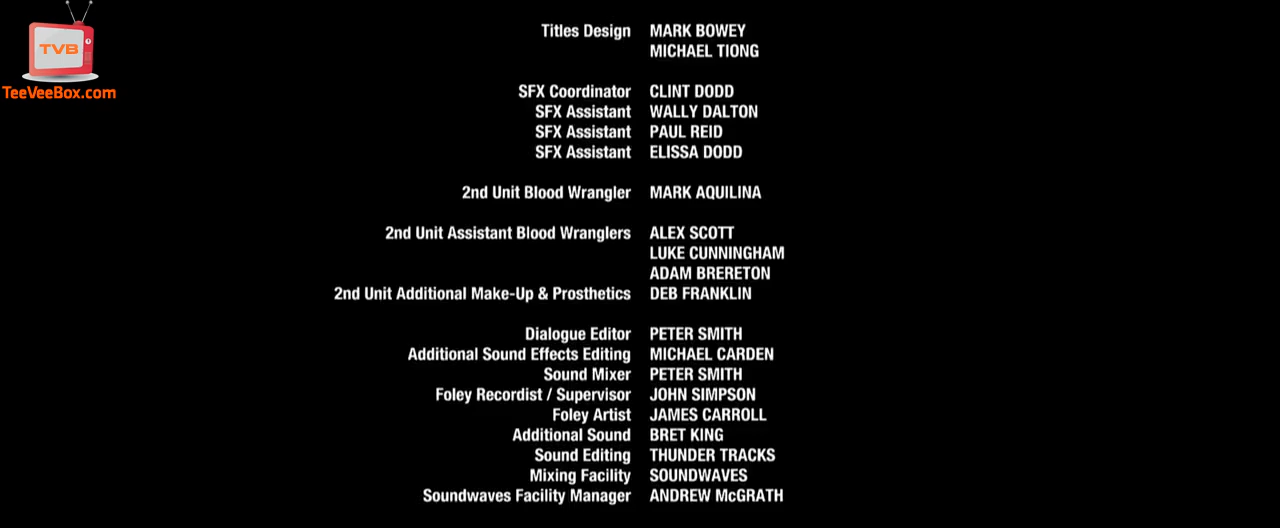 TVB
TeeVeeBox.com
Titles Design MARK BOWEY
MICHAEL TIONG
SFX Coordinator CLINT DODD
SFX Assistant WALLY DALTON
SFX Assistant PAUL REID
SFX Assistant ELISSA DODD
2nd Unit Blood Wrangler MARK AQUILINA
2nd Unit Assistant Blood Wranglers ALEX SCOTT
LUKE CUNNINGHAM
ADAM BRERETON
2nd Unit Additional Make-Up & Prosthetics DEB FRANKLIN
Dialogue Editor PETER SMITH
Additional Sound Effects Editing MICHAEL CARDEN
Sound Mixer PETER SMITH
Foley Recordist / Supervisor JOHN SIMPSON
Foley Artist JAMES CARROLL
Additional Sound BRET KING
Sound Editing THUNDER TRACKS
Mixing Facility SOUNDWAVES
Soundwaves Facility Manager ANDREW McGRATH